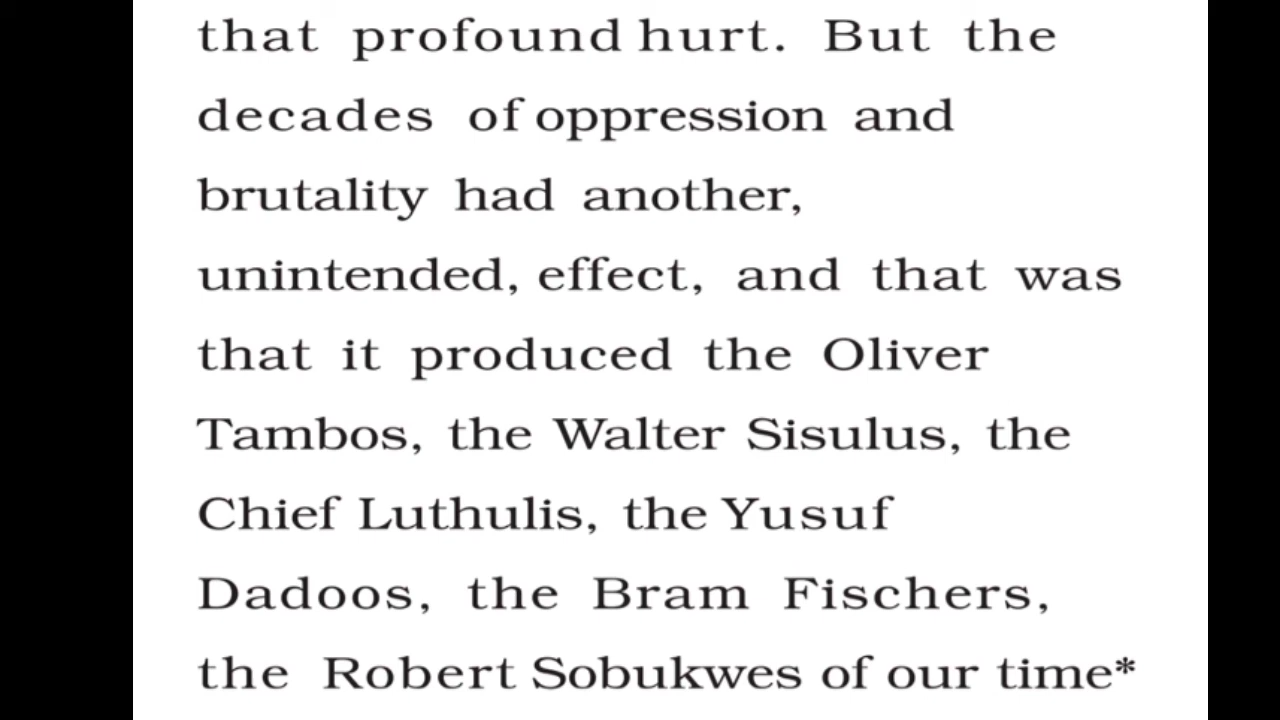 that profound hurt. But the
decades of oppression and
brutality had another,
unintended, effect, and that was
that it produced the Oliver
Tambos, the Walter Sisulus, the
Chief Luthulis, the Yusuf
Dadoos, the Bram Fischers,
the Robert Sobukwes of our time*